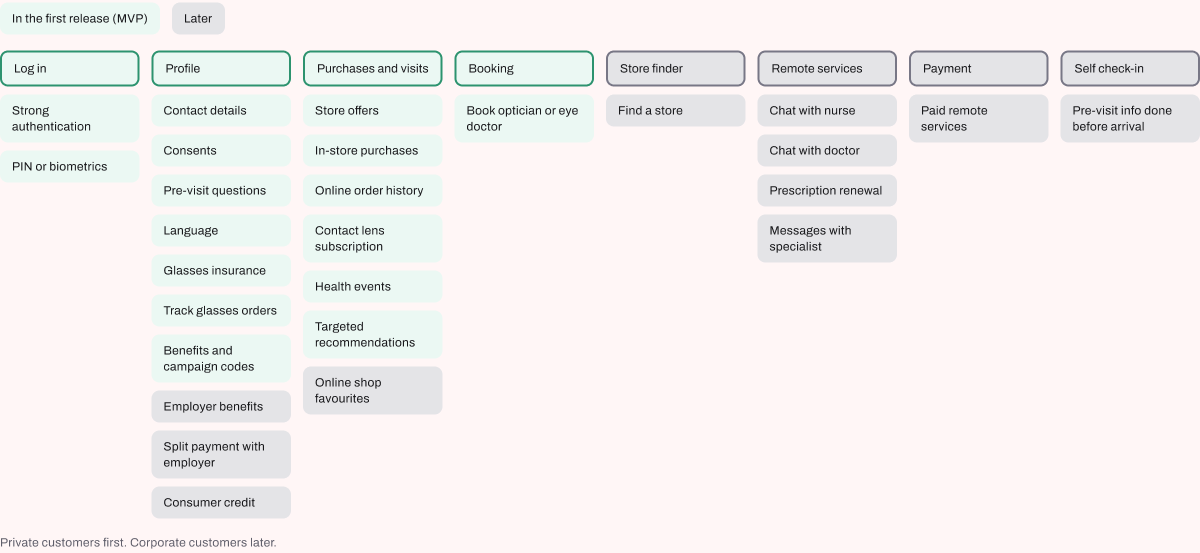 In the first release (MVP)
Later
Log in
Strong
authentication
PIN or biometrics
Profile
Contact details
Consents
Pre-visit questions
Language
Glasses insurance
Track glasses orders
Benefits and
campaign codes
Employer benefits
Split payment with
employer
Consumer credit
Purchases and visits
Store offers
In-store purchases
Online order history
Contact lens
subscription
Health events
Targeted
recommendations
Online shop
favourites
Booking
Book optician or eye
doctor
Store finder
Find a store
Remote services
Chat with nurse
Chat with doctor
Prescription renewal
Messages with
specialist
Payment
Paid remote
services
Self check-in
Pre-visit info done
before arrival
Private customers first. Corporate customers later.